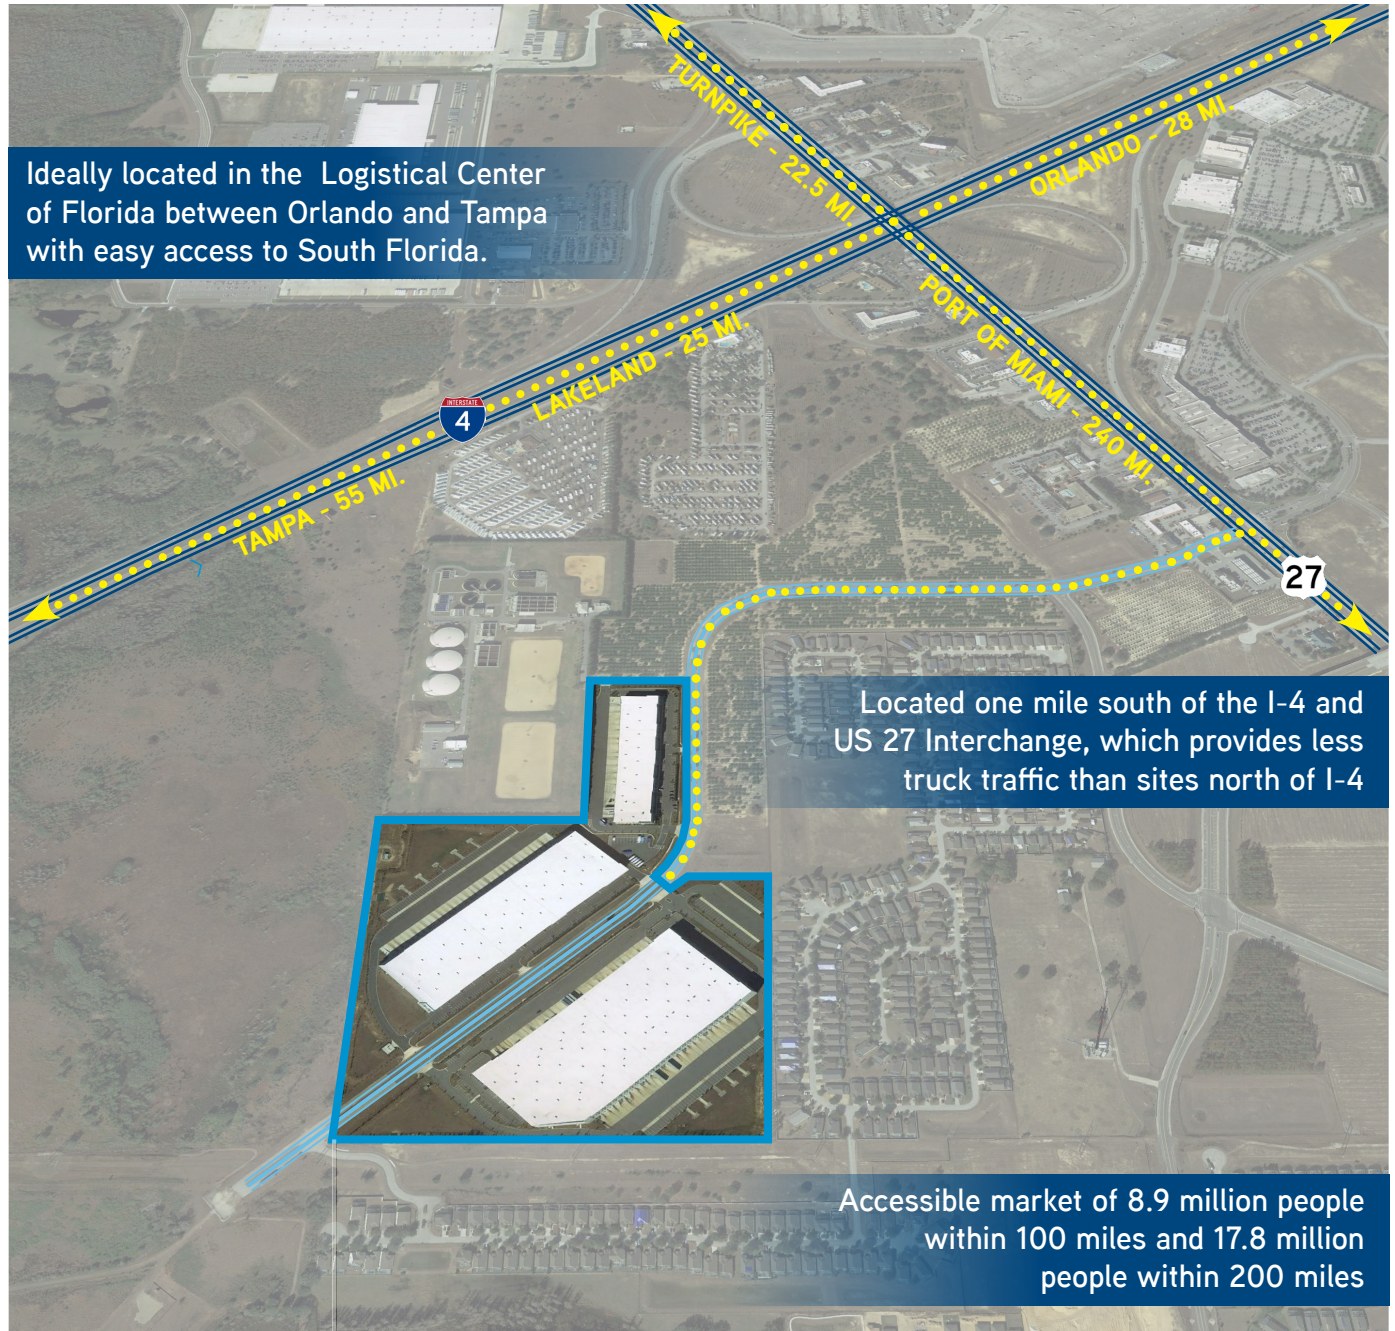 TURNPIKE - 22.5 MI.
ORLANDO - 28 MI.
Ideally located in the Logistical Center
of Florida between Orlando and Tampa
with easy access to South Florida.
PORT OF MIAMI - 240 MI.
LAKELAND - 25 MI.
INTERSTATE
4
TAMPA - 55 MI.
27
Located one mile south of the I-4 and
US 27 Interchange, which provides less
truck traffic than sites north of I-4
Accessible market of 8.9 million people
within 100 miles and 17.8 million
people within 200 miles